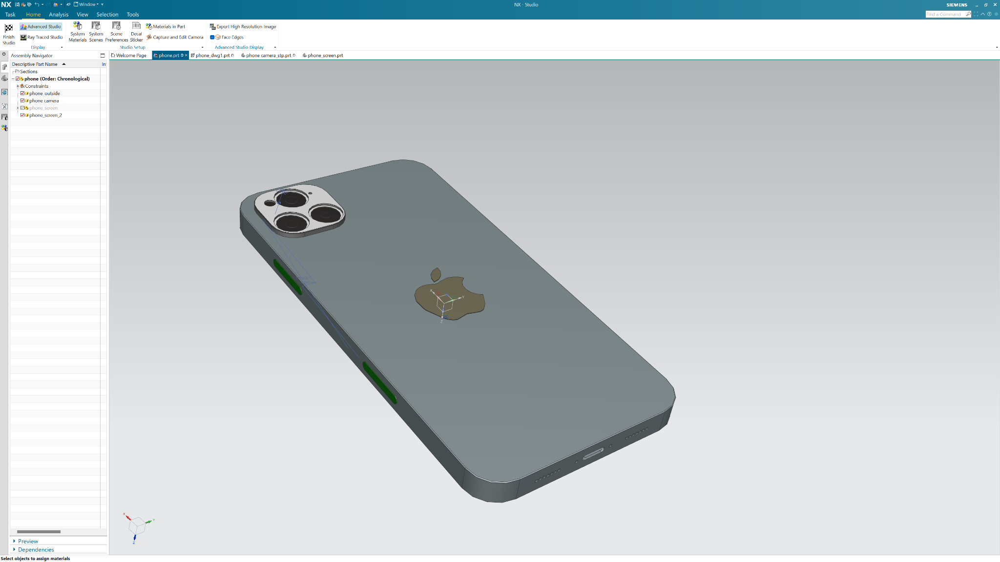 NX Window NX - Studio SIEMENS
Task Home Analysis View Selection Tools Find a Command
Finish Studio
Advanced Studio
Ray Traced Studio
Display
System Materials
System Scenes
Scene Preferences
Decal Sticker
Materials in Part
Capture and Edit Camera
Studio Setup
Export High Resolution Image
Face Edges
Advanced Studio Display
Assembly Navigator
Welcome Page phone.prt phone_dwg1.prt phone camera_stp.prt phone_screen.prt
Descriptive Part Name
Sections
phone (Order: Chronological)
Constraints
phone_outside
phone camera
phone_screen
phone_screen_2
X Y
Z
X Y
Z
Preview
Dependencies
Select objects to assign materials